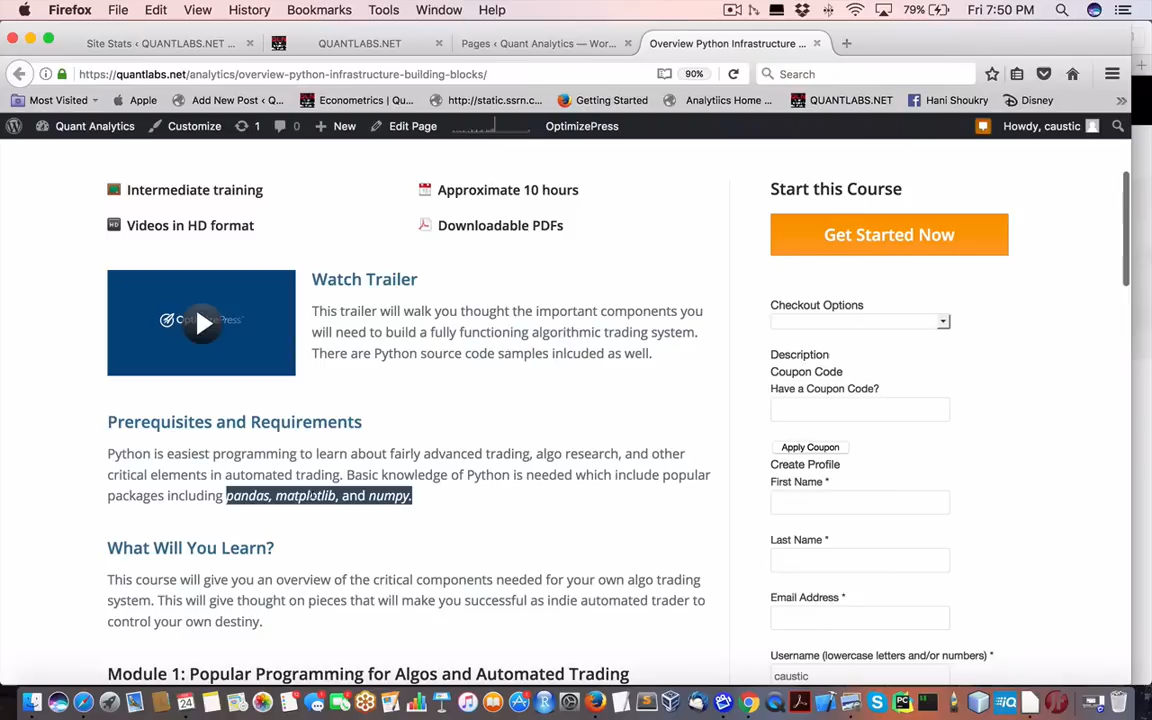 Firefox File Edit View History Bookmarks Tools Window Help 79% Fri 7:50 PM
Site Stats ‹ QUANTLABS.NET ... × QUANTLABS.NET × Pages ‹ Quant Analytics — Wor... × Overview Python Infrastructure ... × +
https://quantlabs.net/analytics/overview-python-infrastructure-building-blocks/ 90% Search
Most Visited Apple Add New Post ‹ Q... Econometrics | Qu... http://static.ssrn.c... Getting Started Analytiics Home ... QUANTLABS.NET Hani Shoukry Disney »
Quant Analytics Customize 1 0 New Edit Page OptimizePress Howdy, caustic
Intermediate training
Approximate 10 hours
Videos in HD format
Downloadable PDFs
Watch Trailer
This trailer will walk you thought the important components you
will need to build a fully functioning algorithmic trading system.
There are Python source code samples inlcuded as well.
Prerequisites and Requirements
Python is easiest programming to learn about fairly advanced trading, algo research, and other
critical elements in automated trading. Basic knowledge of Python is needed which include popular
packages including pandas, matplotlib, and numpy.
What Will You Learn?
This course will give you an overview of the critical components needed for your own algo trading
system. This will give thought on pieces that will make you successful as indie automated trader to
control your own destiny.
Module 1: Popular Programming for Algos and Automated Trading
Start this Course
Get Started Now
Checkout Options
Description
Coupon Code
Have a Coupon Code?
Apply Coupon
Create Profile
First Name *
Last Name *
Email Address *
Username (lowercase letters and/or numbers) *
caustic